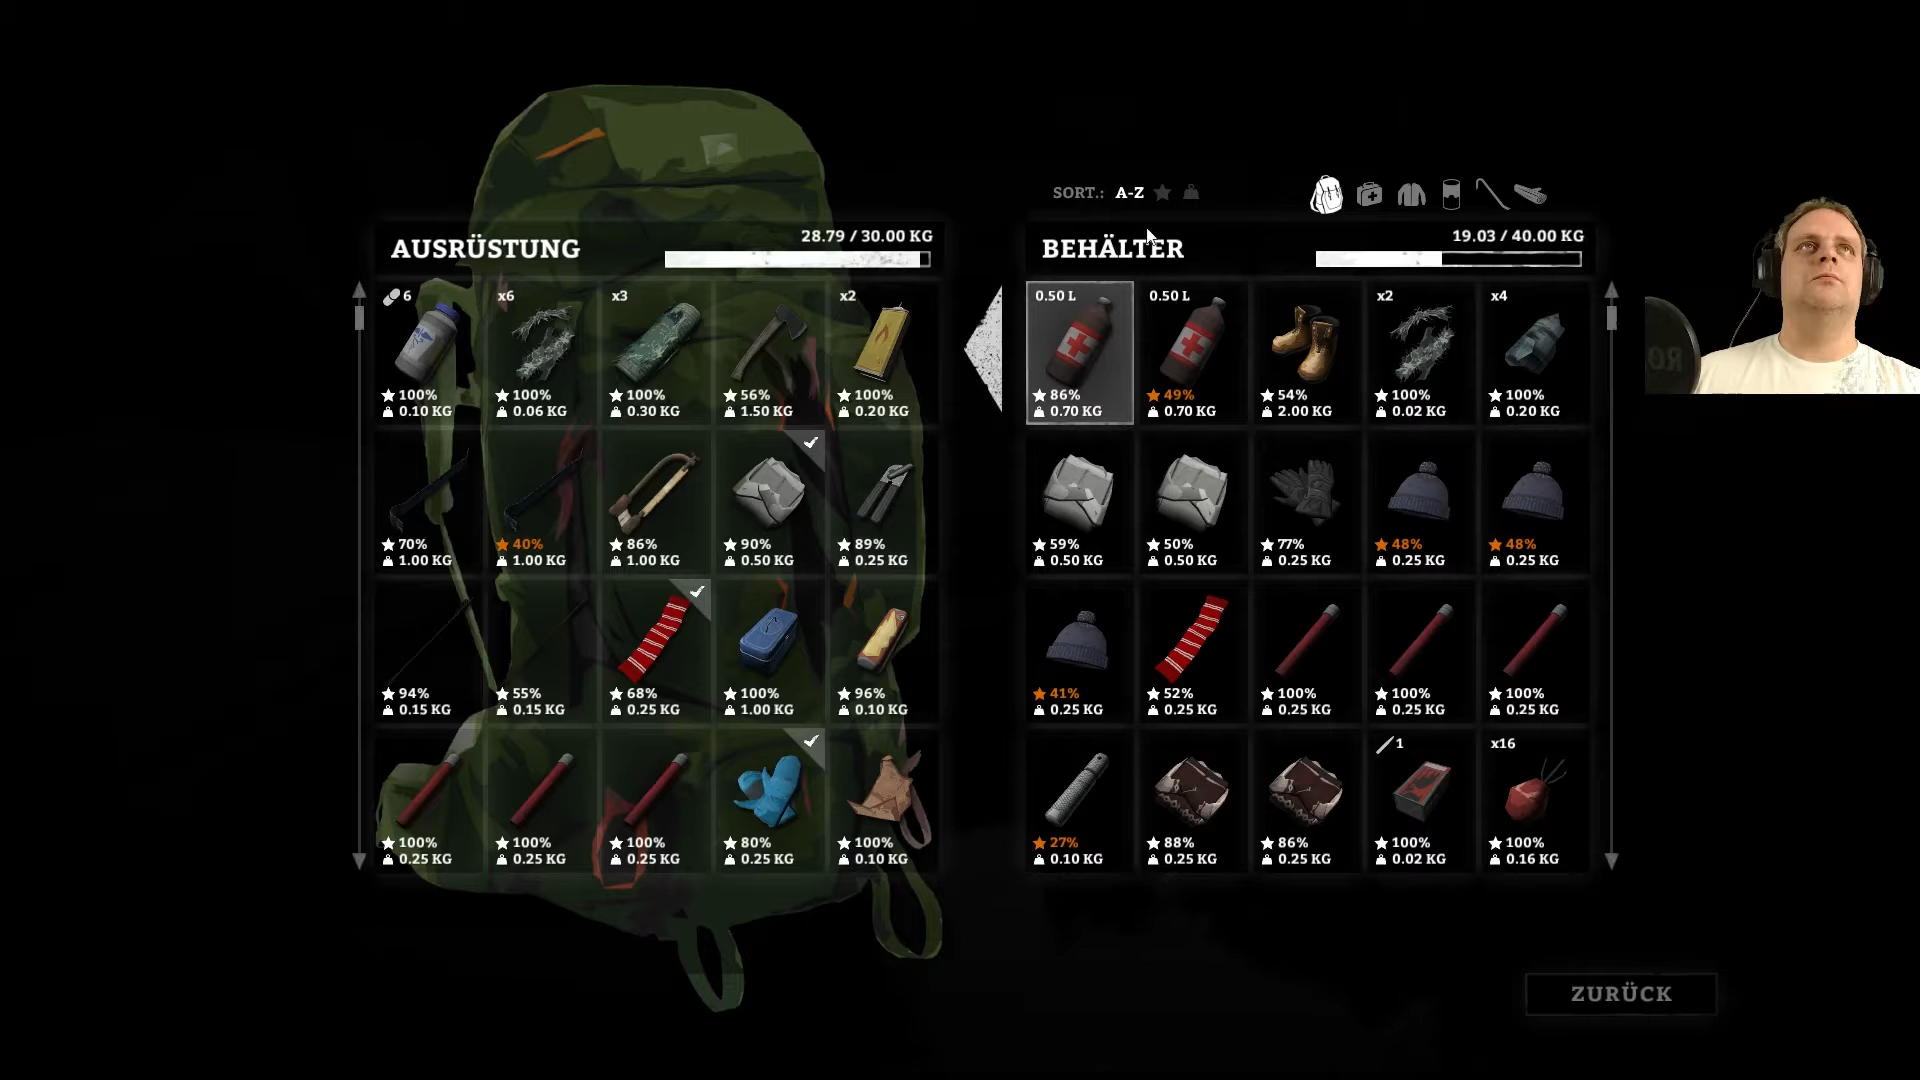 SORT.: A-Z
AUSRÜSTUNG
28.79 / 30.00 KG
BEHÄLTER
19.03 / 40.00 KG
6 x6 x3 x2
100% 100% 100% 56% 100%
0.10 KG 0.06 KG 0.30 KG 1.50 KG 0.20 KG
70% 40% 86% 90% 89%
1.00 KG 1.00 KG 1.00 KG 0.50 KG 0.25 KG
94% 55% 68% 100% 96%
0.15 KG 0.15 KG 0.25 KG 1.00 KG 0.10 KG
100% 100% 100% 80% 100%
0.25 KG 0.25 KG 0.25 KG 0.25 KG 0.10 KG
0.50 L 0.50 L x2 x4
86% 49% 54% 100% 100%
0.70 KG 0.70 KG 2.00 KG 0.02 KG 0.20 KG
59% 50% 77% 48% 48%
0.50 KG 0.50 KG 0.25 KG 0.25 KG 0.25 KG
41% 52% 100% 100% 100%
0.25 KG 0.25 KG 0.25 KG 0.25 KG 0.25 KG
1 x16
27% 88% 86% 100% 100%
0.10 KG 0.25 KG 0.25 KG 0.02 KG 0.16 KG
ZURÜCK